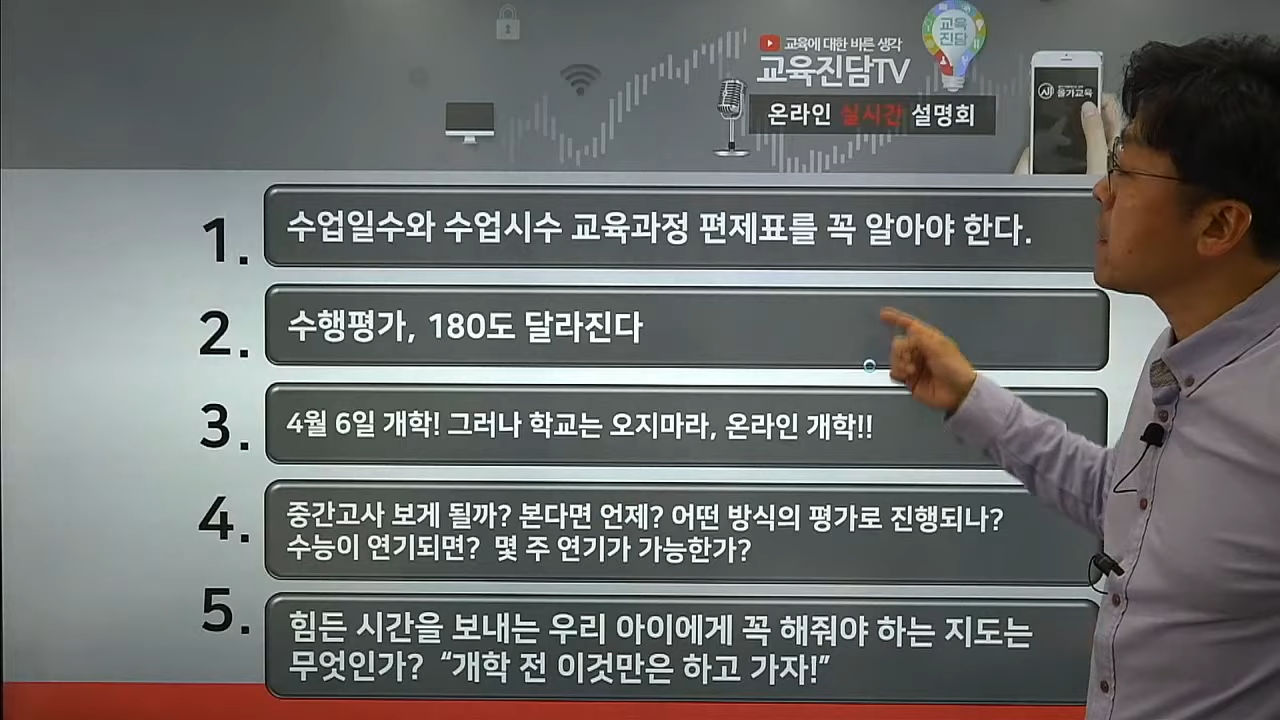 교육에 대한 바른 생각
교육진담TV
교육
진담
온라인 실시간 설명회
올가교육
1. 수업일수와 수업시수 교육과정 편제표를 꼭 알아야 한다.
2. 수행평가, 180도 달라진다
3. 4월 6일 개학! 그러나 학교는 오지마라, 온라인 개학!!
4. 중간고사 보게 될까? 본다면 언제? 어떤 방식의 평가로 진행되나?
수능이 연기되면? 몇 주 연기가 가능한가?
5. 힘든 시간을 보내는 우리 아이에게 꼭 해줘야 하는 지도는
무엇인가? “개학 전 이것만은 하고 가자!”